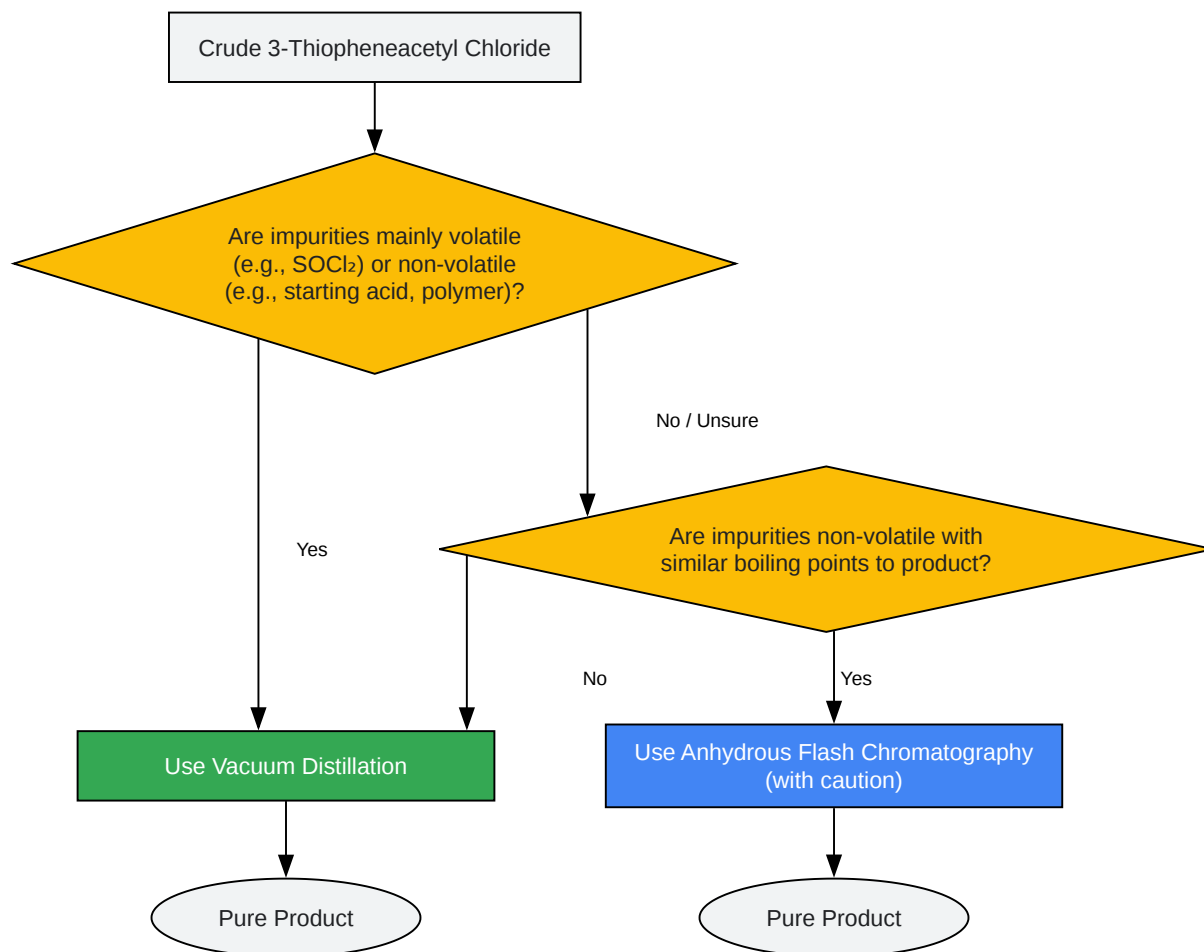 Crude 3-Thiopheneacetyl Chloride
Are impurities mainly volatile
(e.g., SOCl₂) or non-volatile
(e.g., starting acid, polymer)?
No / Unsure
Yes
Are impurities non-volatile with
similar boiling points to product?
No
Yes
Use Vacuum Distillation
Use Anhydrous Flash Chromatography
(with caution)
Pure Product
Pure Product